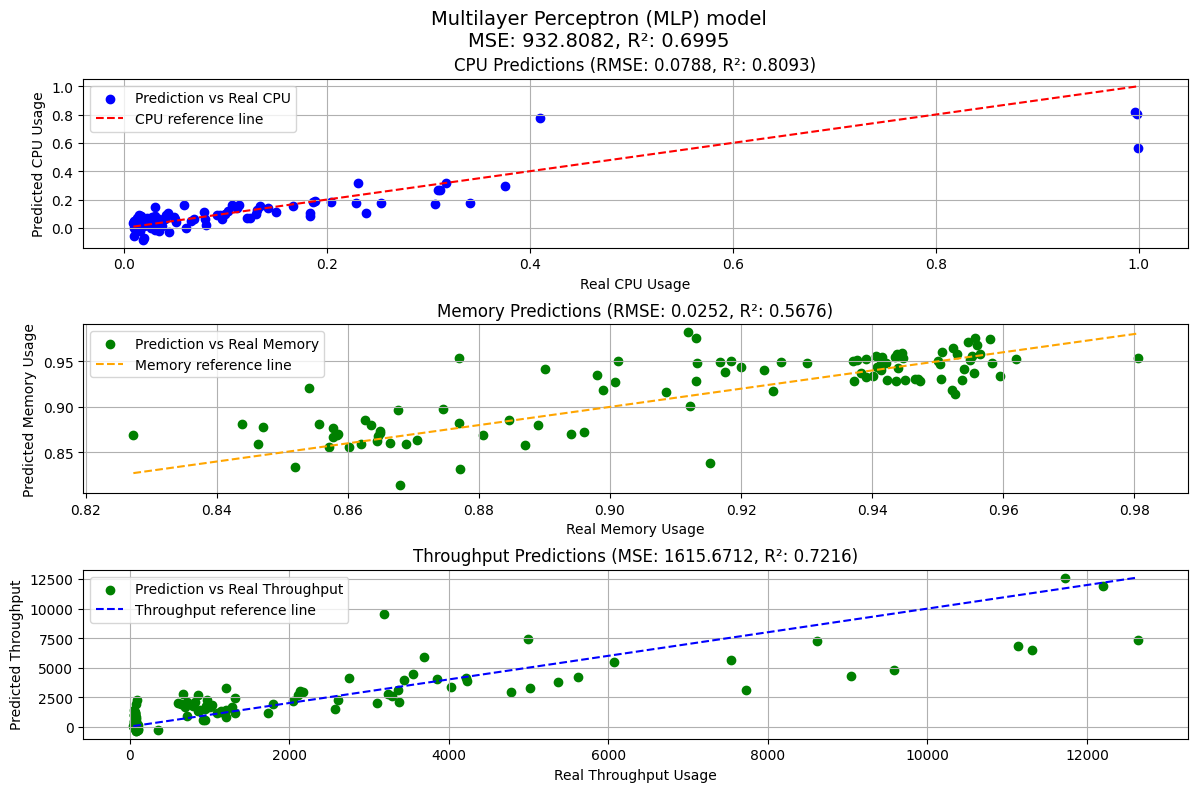 Multilayer Perceptron (MLP) model
MSE: 932.8082, R²: 0.6995
CPU Predictions (RMSE: 0.0788, R²: 0.8093)
Predicted CPU Usage
1.0
0.8
0.6
0.4
0.2
0.0
Prediction vs Real CPU
CPU reference line
0.0 0.2 0.4 0.6 0.8 1.0
Real CPU Usage
Memory Predictions (RMSE: 0.0252, R²: 0.5676)
Predicted Memory Usage
0.95
0.90
0.85
Prediction vs Real Memory
Memory reference line
0.82 0.84 0.86 0.88 0.90 0.92 0.94 0.96 0.98
Real Memory Usage
Throughput Predictions (MSE: 1615.6712, R²: 0.7216)
Predicted Throughput
12500
10000
7500
5000
2500
0
Prediction vs Real Throughput
Throughput reference line
0 2000 4000 6000 8000 10000 12000
Real Throughput Usage